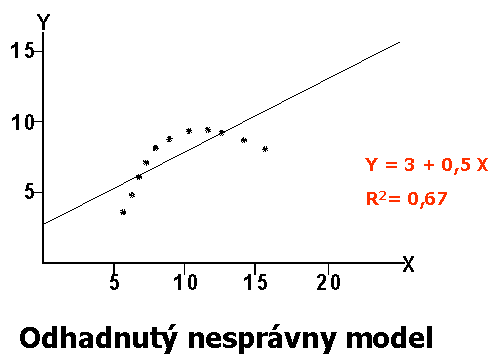 Y
15
10
5
Y = 3 + 0,5 X
R²= 0,67
X
5 10 15 20
Odhadnutý nesprávny model